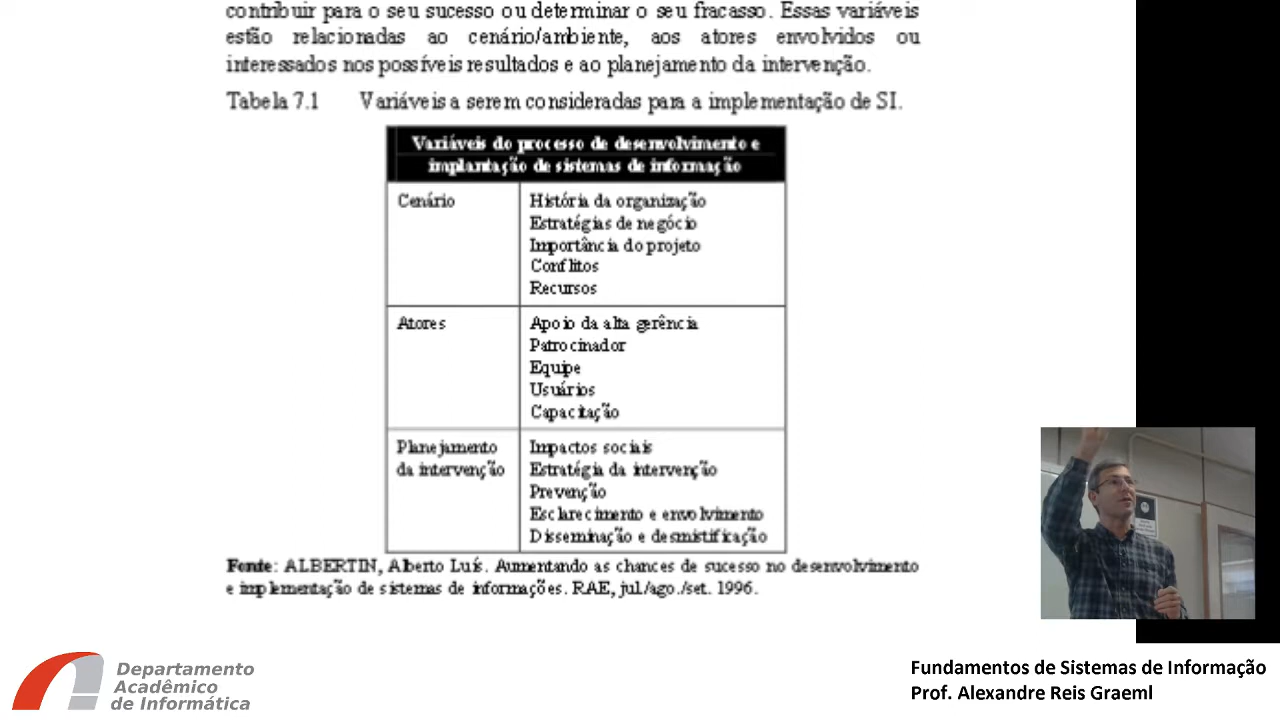 contribuir para o seu sucesso ou determinar o seu fracasso. Essas variáveis
estão relacionadas ao cenário/ambiente, aos atores envolvidos ou
interessados nos possíveis resultados e ao planejamento da intervenção.
Tabela 7.1 Variáveis a serem consideradas para a implementação de SI.
Variáveis do processo de desenvolvimento e
implantação de sistemas de informação
Cenário
História da organização
Estratégias de negócio
Importância do projeto
Conflitos
Recursos
Atores
Apoio da alta gerência
Patrocinador
Equipe
Usuários
Capacitação
Planejamento
da intervenção
Impactos sociais
Estratégia da intervenção
Prevenção
Esclarecimento e envolvimento
Disseminação e desmistificação
Fonte: ALBERTIN, Alberto Luís. Aumentando as chances de sucesso no desenvolvimento
e implementação de sistemas de informações. RAE, jul./ago./set. 1996.
Departamento
Acadêmico
de Informática
Fundamentos de Sistemas de Informação
Prof. Alexandre Reis Graeml